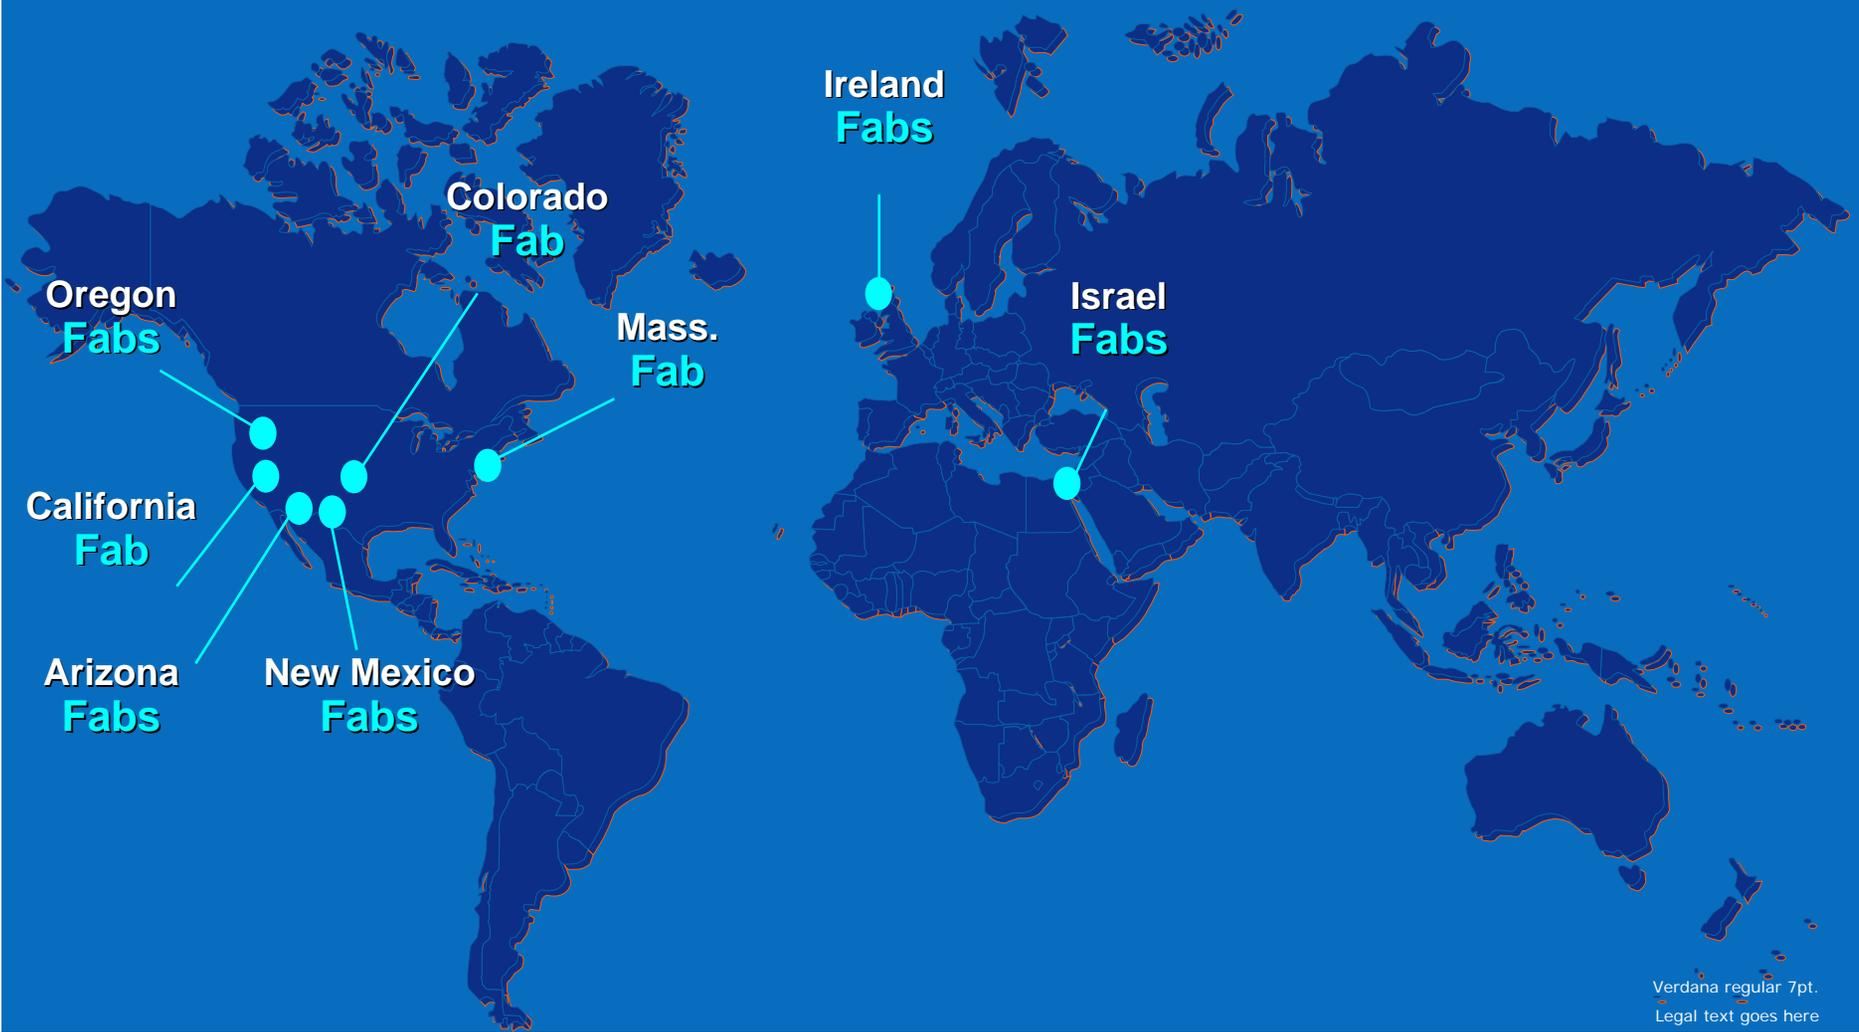 Ireland
Fabs
Colorado
Fab
Oregon
Fabs
Israel
Fabs
Mass.
Fab
California
Fab
Arizona
Fabs
New Mexico
Fabs
Verdana regular 7pt.
Legal text goes here